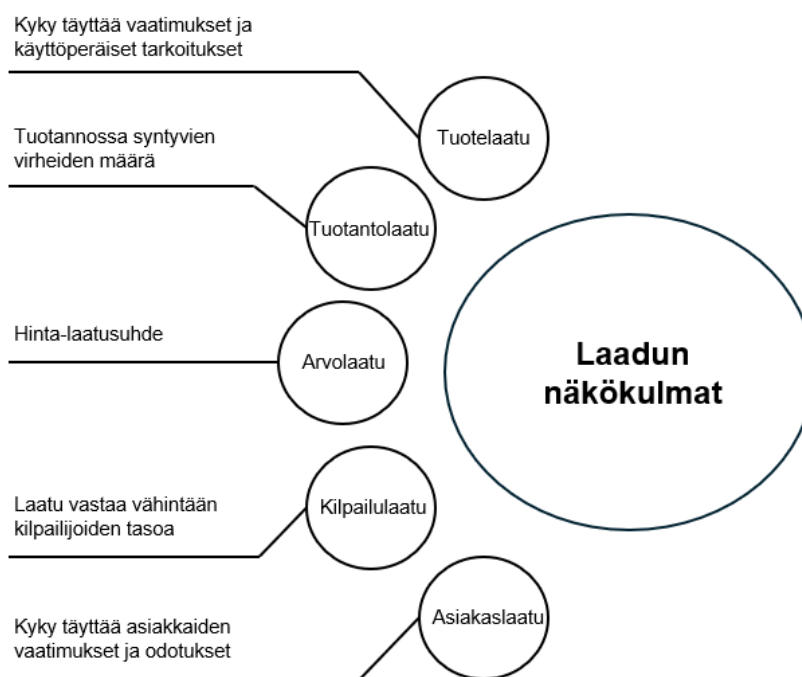 Kyky täyttää vaatimukset ja
käyttöperäiset tarkoitukset
Tuotelaatu
Tuotannossa syntyvien
virheiden määrä
Tuotantolaatu
Hinta-laatusuhde
Arvolaatu
Laadun
näkökulmat
Laatu vastaa vähintään
kilpailijoiden tasoa
Kilpailulaatu
Kyky täyttää asiakkaiden
vaatimukset ja odotukset
Asiakaslaatu